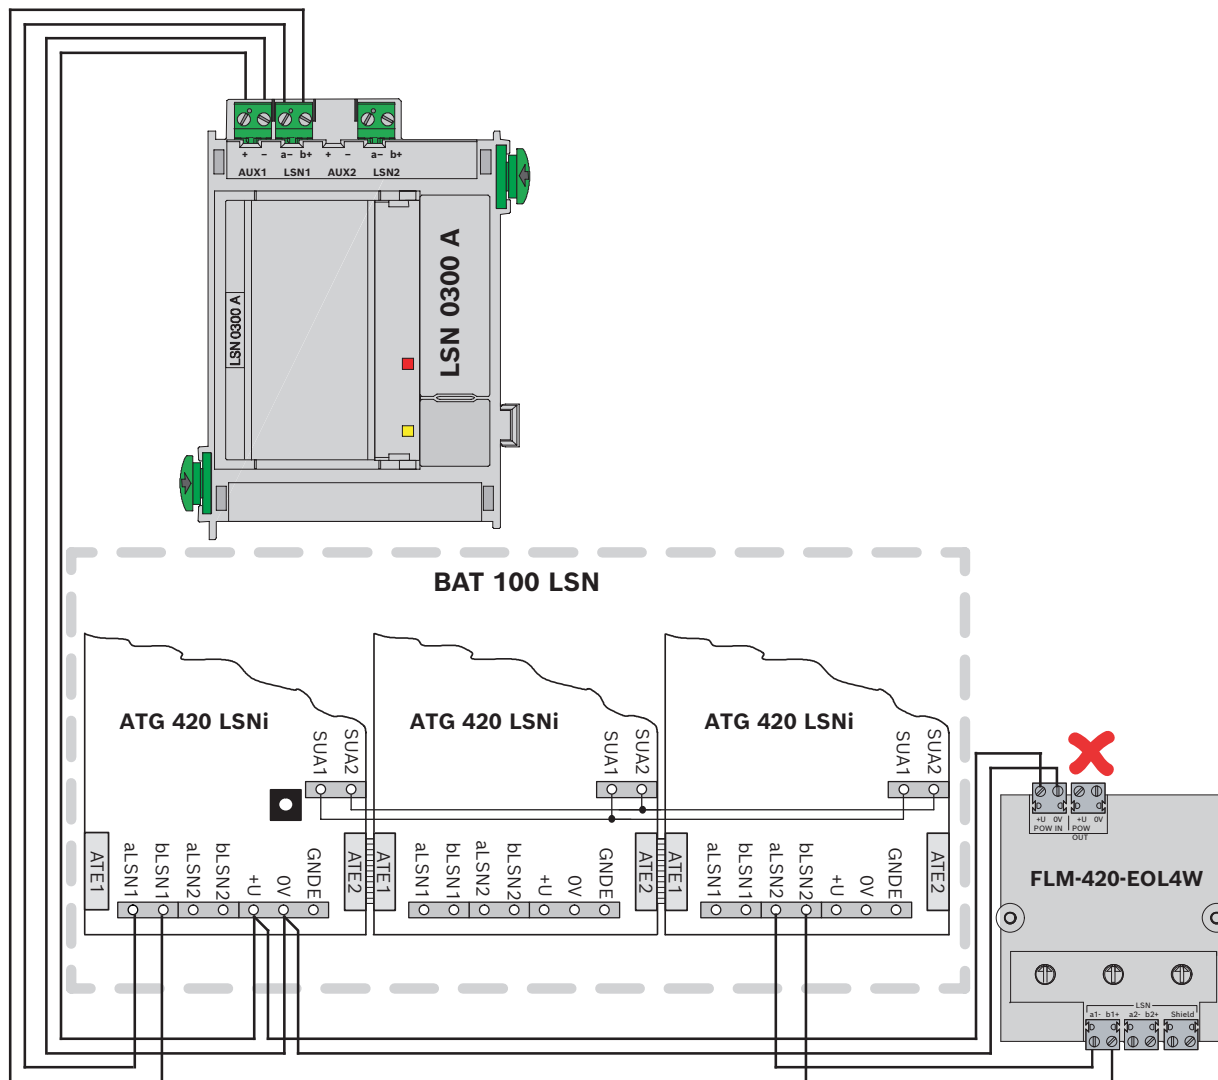 + − a− b+ + − a− b+
AUX1 LSN1 AUX2 LSN2
LSN 0300 A
LSN 0300 A
BAT 100 LSN
ATG 420 LSNi
SUA1
SUA2
ATE1
aLSN1
bLSN1
aLSN2
bLSN2
+U
0V
GNDE
ATE2
ATG 420 LSNi
SUA1
SUA2
ATE1
aLSN1
bLSN1
aLSN2
bLSN2
+U
0V
GNDE
ATE2
ATG 420 LSNi
SUA1
SUA2
ATE1
aLSN1
bLSN1
aLSN2
bLSN2
+U
0V
GNDE
ATE2
+U 0V
POW IN
+U 0V
POW
OUT
FLM-420-EOL4W
LSN
a1- b1+ a2- b2+ Shield